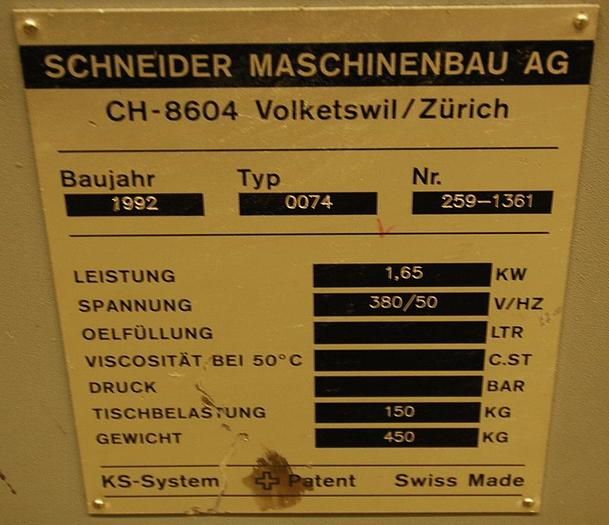 SCHNEIDER MASCHINENBAU AG
CH-8604 Volketswil/Zürich
Baujahr Typ Nr.
1992 0074 259-1361
LEISTUNG 1,65 KW
SPANNUNG 380/50 V/HZ
OELFÜLLUNG LTR
VISCOSITÄT BEI 50°C C.ST
DRUCK BAR
TISCHBELASTUNG 150 KG
GEWICHT 450 KG
KS-System Patent Swiss Made